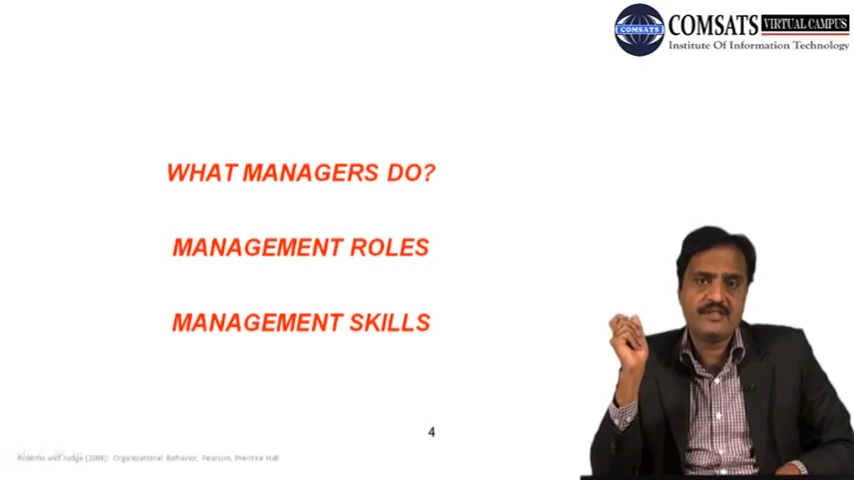 COMSATS VIRTUAL CAMPUS
Institute Of Information Technology
COMSATS
WHAT MANAGERS DO?
MANAGEMENT ROLES
MANAGEMENT SKILLS
4
Robbins and Judge (2008): Organizational Behavior, Pearson, Prentice Hall